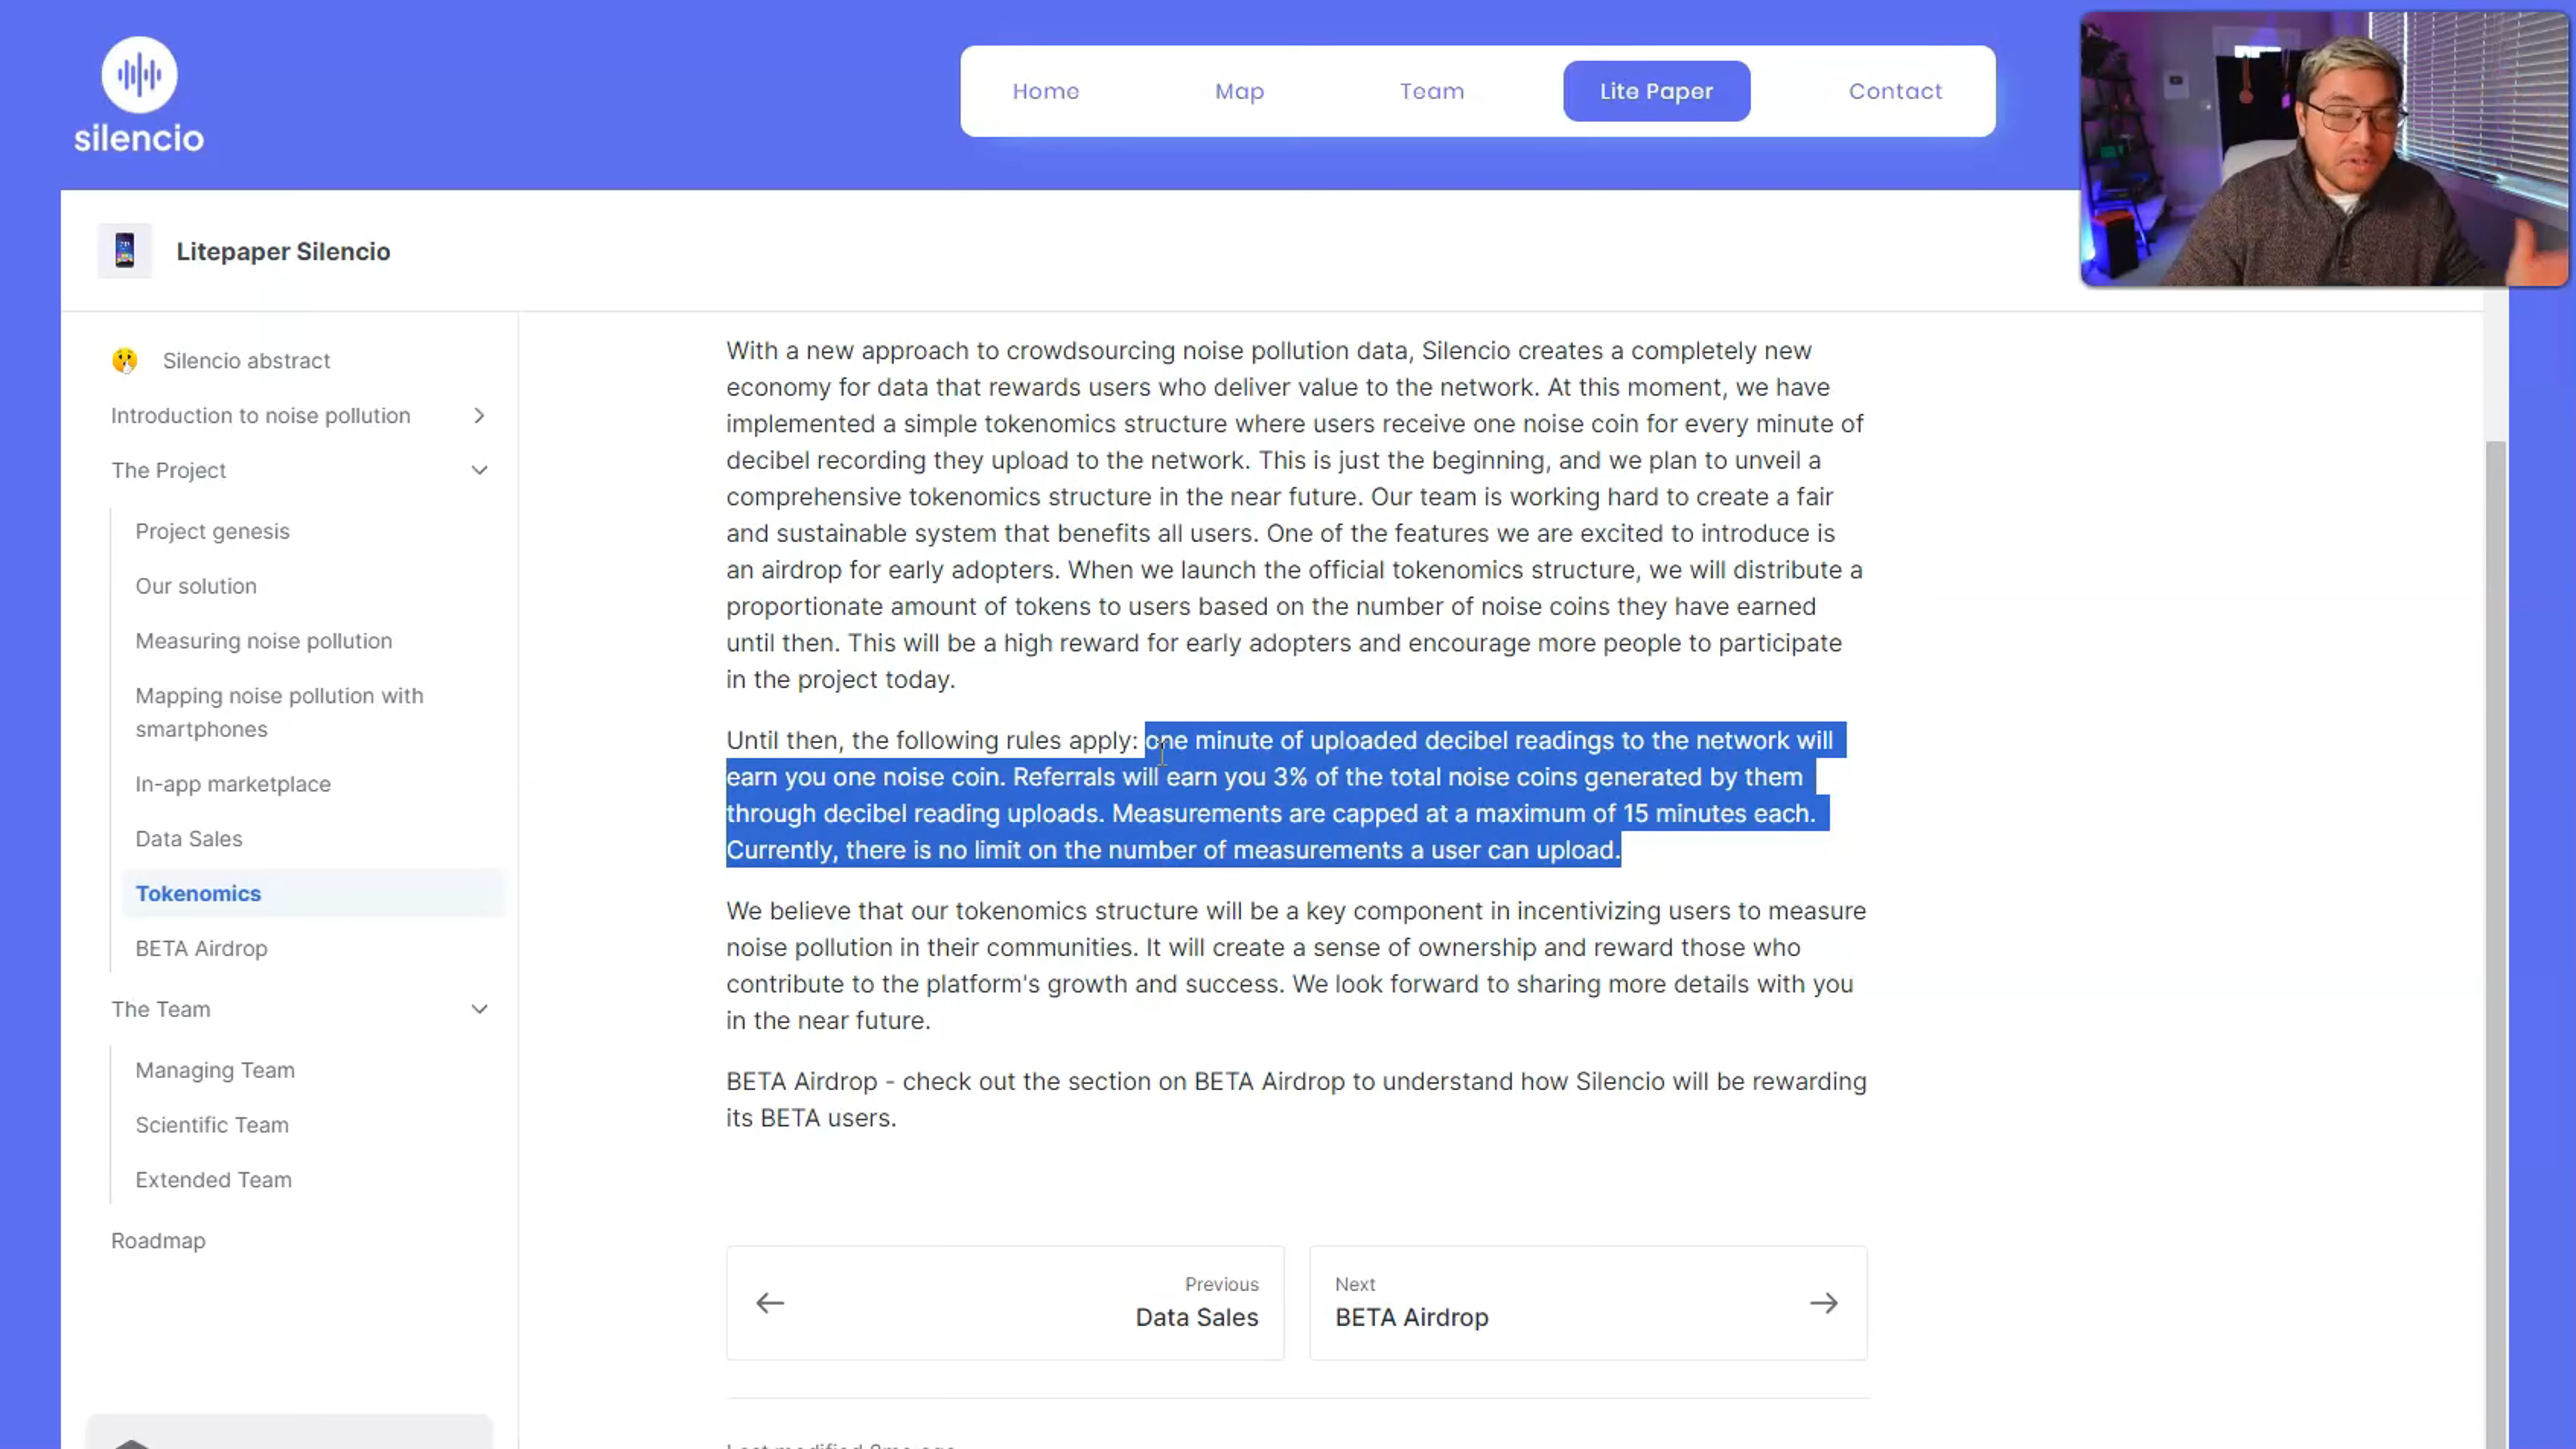 silencio
Home
Map
Team
Lite Paper
Contact
Litepaper Silencio
Silencio abstract
Introduction to noise pollution
The Project
Project genesis
Our solution
Measuring noise pollution
Mapping noise pollution with
smartphones
In-app marketplace
Data Sales
Tokenomics
BETA Airdrop
The Team
Managing Team
Scientific Team
Extended Team
Roadmap
With a new approach to crowdsourcing noise pollution data, Silencio creates a completely new
economy for data that rewards users who deliver value to the network. At this moment, we have
implemented a simple tokenomics structure where users receive one noise coin for every minute of
decibel recording they upload to the network. This is just the beginning, and we plan to unveil a
comprehensive tokenomics structure in the near future. Our team is working hard to create a fair
and sustainable system that benefits all users. One of the features we are excited to introduce is
an airdrop for early adopters. When we launch the official tokenomics structure, we will distribute a
proportionate amount of tokens to users based on the number of noise coins they have earned
until then. This will be a high reward for early adopters and encourage more people to participate
in the project today.
Until then, the following rules apply: one minute of uploaded decibel readings to the network will
earn you one noise coin. Referrals will earn you 3% of the total noise coins generated by them
through decibel reading uploads. Measurements are capped at a maximum of 15 minutes each.
Currently, there is no limit on the number of measurements a user can upload.
We believe that our tokenomics structure will be a key component in incentivizing users to measure
noise pollution in their communities. It will create a sense of ownership and reward those who
contribute to the platform's growth and success. We look forward to sharing more details with you
in the near future.
BETA Airdrop - check out the section on BETA Airdrop to understand how Silencio will be rewarding
its BETA users.
Previous
Data Sales
Next
BETA Airdrop
Last modified